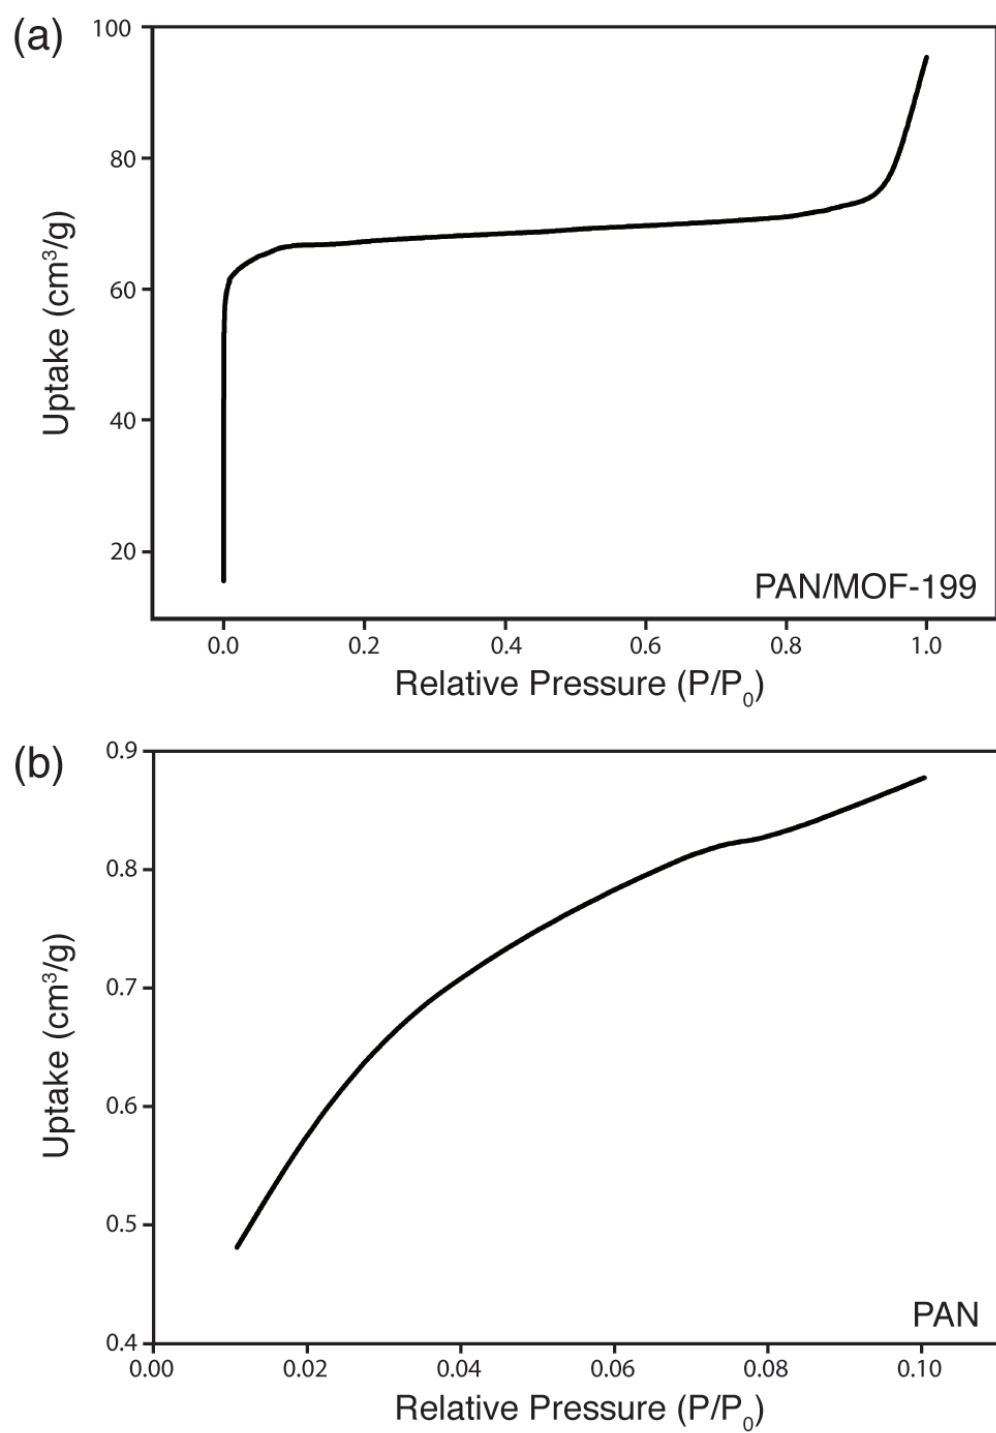 (a)
100
80
60
40
20
Uptake (cm³/g)
PAN/MOF-199
0.0 0.2 0.4 0.6 0.8 1.0
Relative Pressure (P/P₀)
(b)
0.9
0.8
0.7
0.6
0.5
0.4
Uptake (cm³/g)
PAN
0.00 0.02 0.04 0.06 0.08 0.10
Relative Pressure (P/P₀)